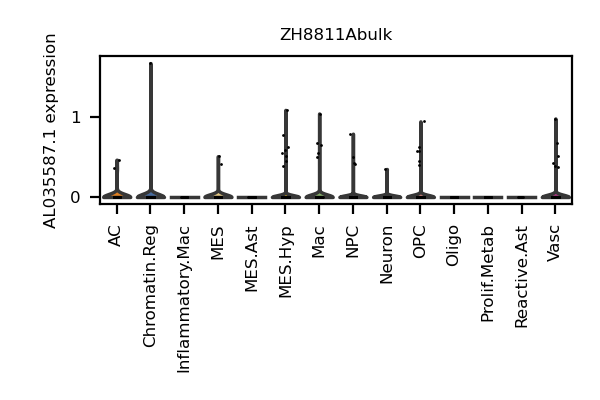 ZH8811Abulk
AL035587.1 expression
1
0
AC
Chromatin.Reg
Inflammatory.Mac
MES
MES.Ast
MES.Hyp
Mac
NPC
Neuron
OPC
Oligo
Prolif.Metab
Reactive.Ast
Vasc